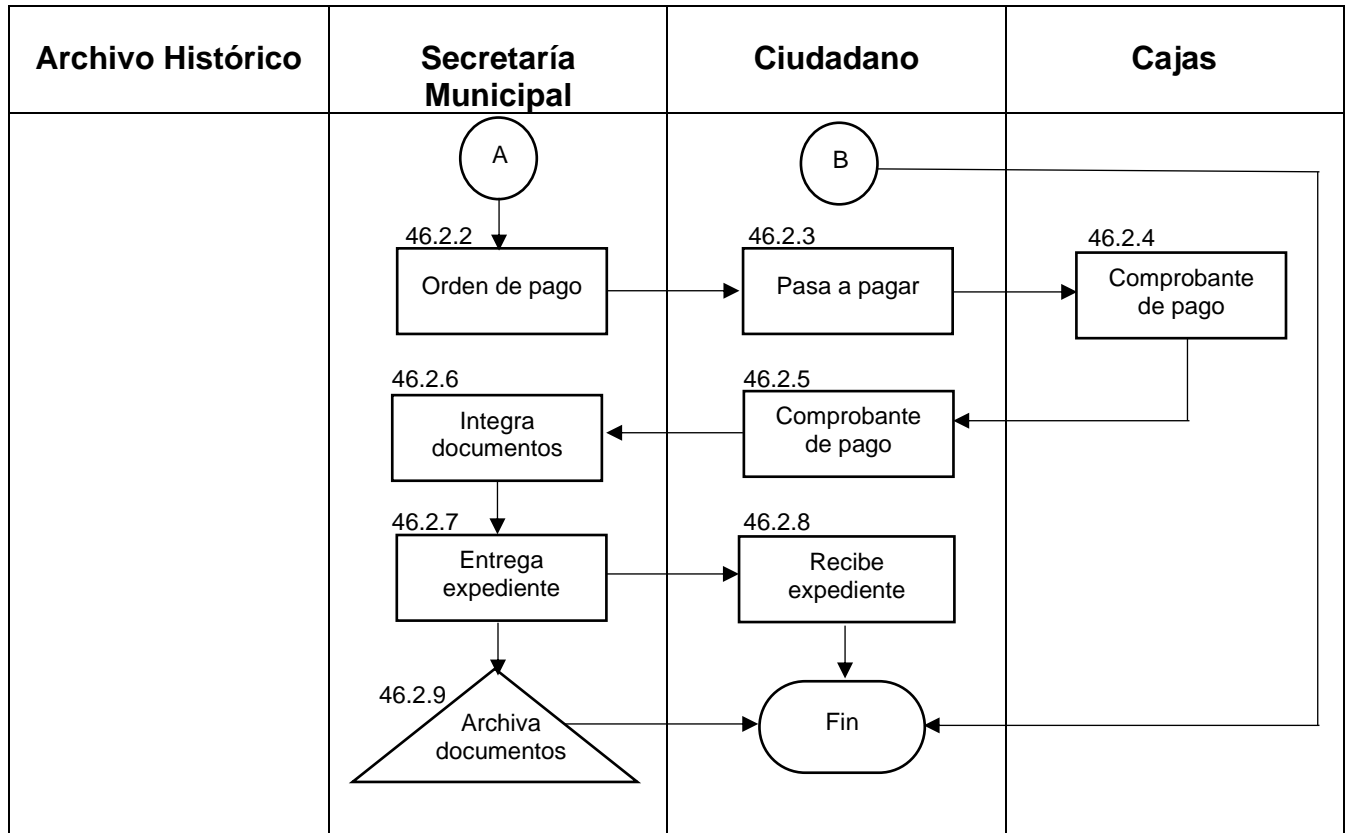 Archivo Histórico
Secretaría
Municipal
Ciudadano
Cajas
A
B
46.2.2
Orden de pago
46.2.3
Pasa a pagar
46.2.4
Comprobante
de pago
46.2.6
Integra
documentos
46.2.5
Comprobante
de pago
46.2.7
Entrega
expediente
46.2.8
Recibe
expediente
46.2.9
Archiva
documentos
Fin